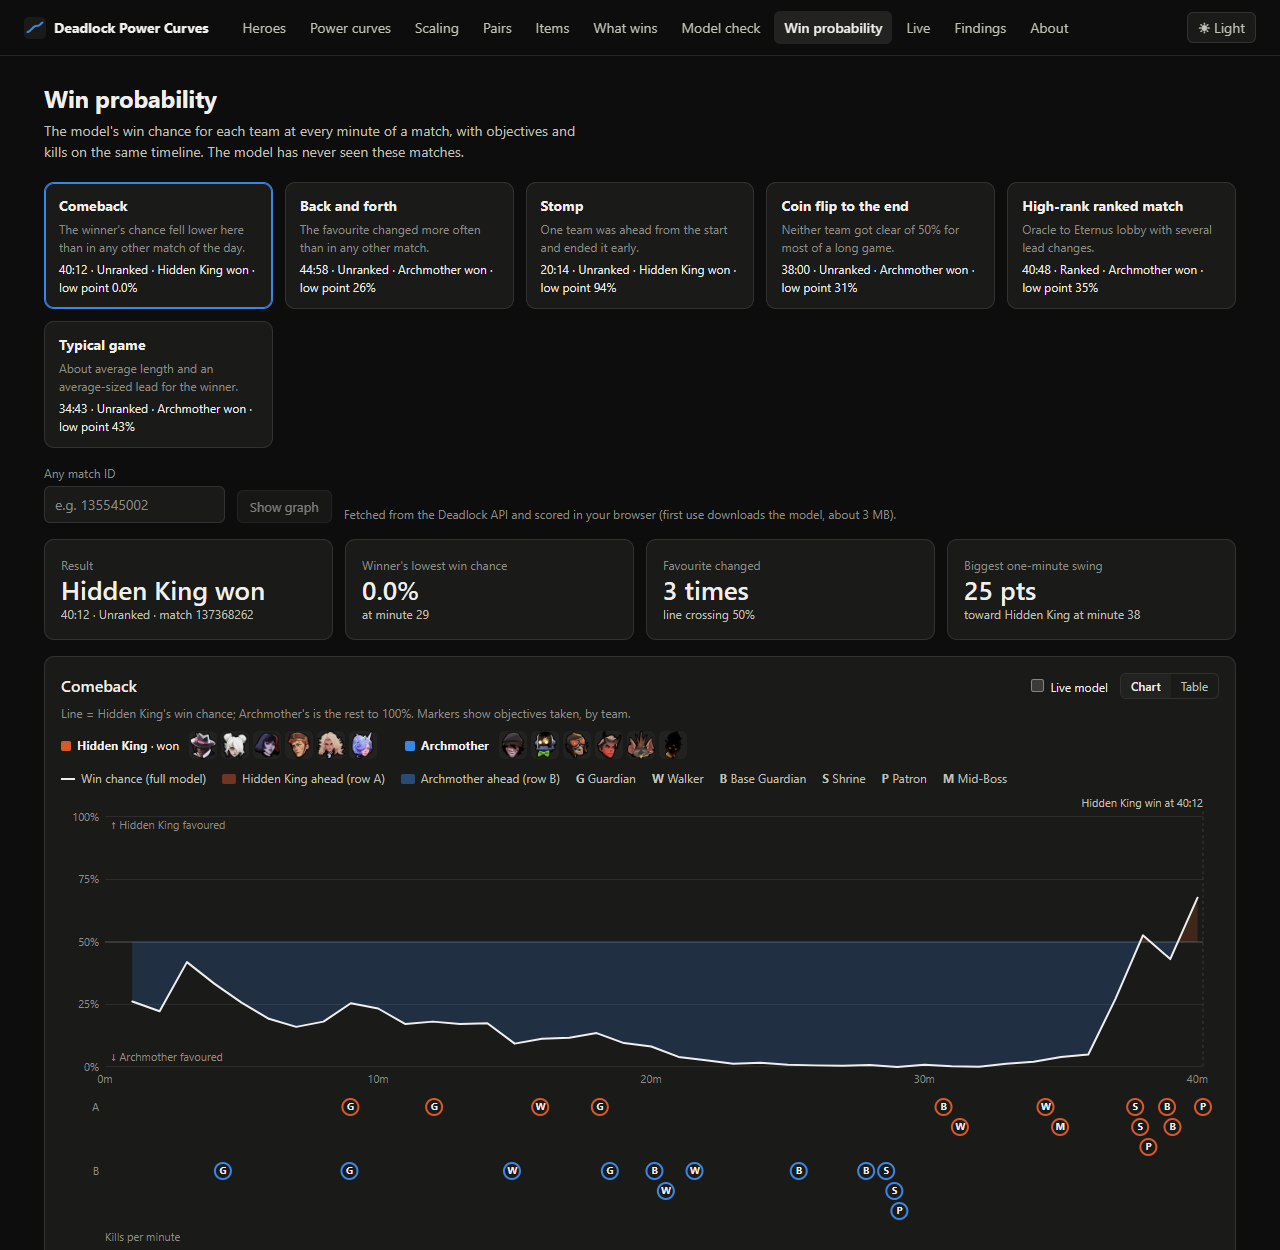 Deadlock Power Curves
Heroes
Power curves
Scaling
Pairs
Items
What wins
Model check
Win probability
Live
Findings
About
☀ Light
Win probability
The model's win chance for each team at every minute of a match, with objectives and
kills on the same timeline. The model has never seen these matches.
Comeback
The winner's chance fell lower here
than in any other match of the day.
40:12 · Unranked · Hidden King won ·
low point 0.0%
Back and forth
The favourite changed more often
than in any other match.
44:58 · Unranked · Archmother won ·
low point 26%
Stomp
One team was ahead from the start
and ended it early.
20:14 · Unranked · Hidden King won ·
low point 94%
Coin flip to the end
Neither team got clear of 50% for
most of a long game.
38:00 · Unranked · Archmother won ·
low point 31%
High-rank ranked match
Oracle to Eternus lobby with several
lead changes.
40:48 · Ranked · Archmother won ·
low point 35%
Typical game
About average length and an
average-sized lead for the winner.
34:43 · Unranked · Archmother won ·
low point 43%
Any match ID
e.g. 135545002
Show graph
Fetched from the Deadlock API and scored in your browser (first use downloads the model, about 3 MB).
Result
Hidden King won
40:12 · Unranked · match 137368262
Winner's lowest win chance
0.0%
at minute 29
Favourite changed
3 times
line crossing 50%
Biggest one-minute swing
25 pts
toward Hidden King at minute 38
Comeback
Live model
Chart
Table
Line = Hidden King's win chance; Archmother's is the rest to 100%. Markers show objectives taken, by team.
Hidden King · won
Archmother
Win chance (full model)
Hidden King ahead (row A)
Archmother ahead (row B)
G Guardian
W Walker
B Base Guardian
S Shrine
P Patron
M Mid-Boss
Hidden King win at 40:12
100%
↑ Hidden King favoured
75%
50%
25%
↓ Archmother favoured
0%
0m
10m
20m
30m
40m
A
G
G
W
G
B
W
S
B
P
W
M
S
B
P
B
G
G
W
G
B
W
B
B
S
W
S
P
Kills per minute